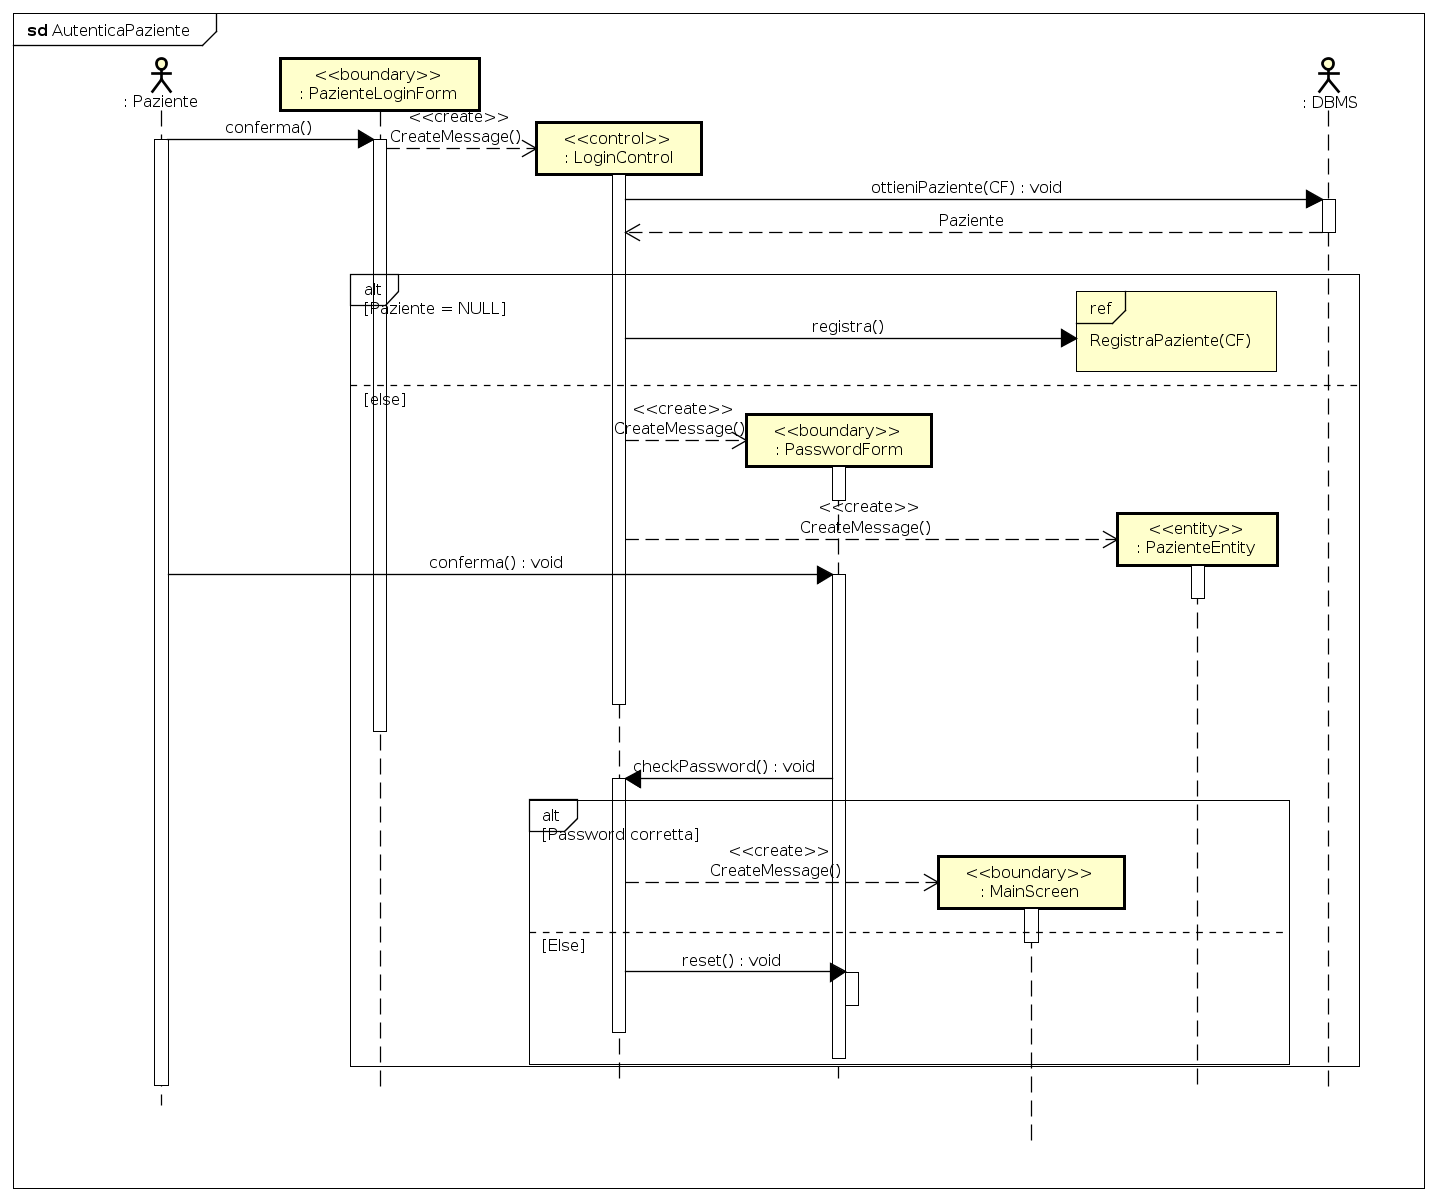 sd AutenticaPaziente
: Paziente
<<boundary>>
: PazienteLoginForm
: DBMS
conferma()
<<create>>
CreateMessage()
<<control>>
: LoginControl
ottieniPaziente(CF) : void
Paziente
alt
[Paziente = NULL]
ref
RegistraPaziente(CF)
registra()
[else]
<<create>>
CreateMessage()
<<boundary>>
: PasswordForm
<<create>>
CreateMessage()
<<entity>>
: PazienteEntity
conferma() : void
checkPassword() : void
alt
[Password corretta]
<<create>>
CreateMessage()
<<boundary>>
: MainScreen
[Else]
reset() : void